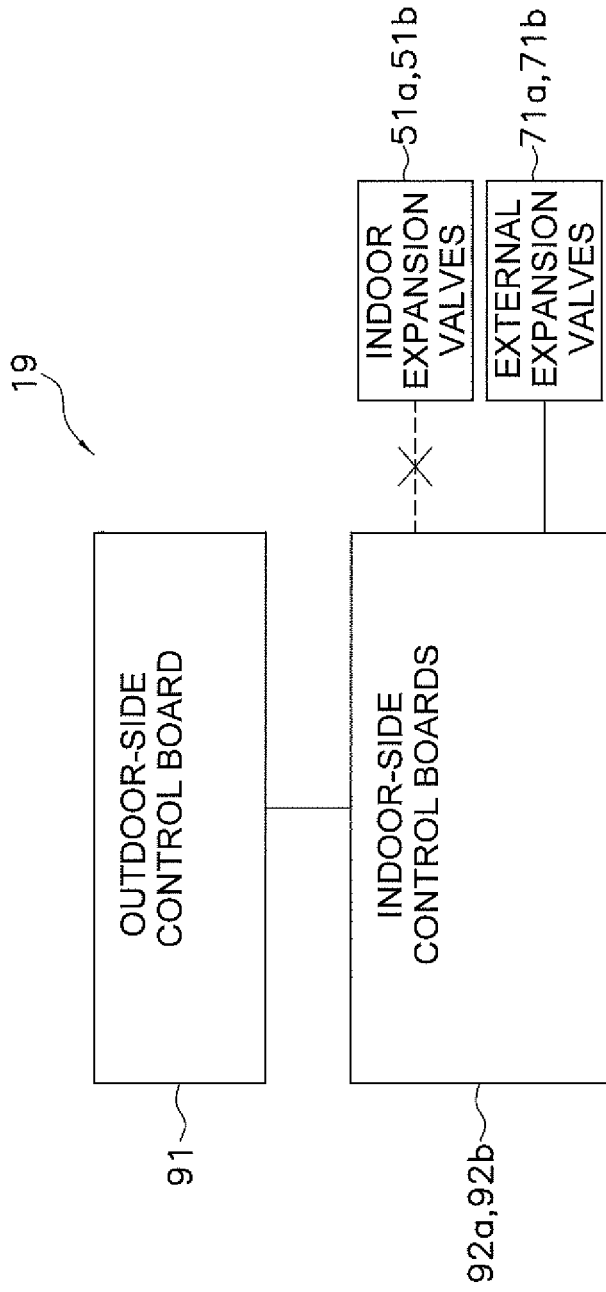 19
OUTDOOR-SIDE
CONTROL BOARD
91
INDOOR-SIDE
CONTROL BOARDS
92a,92b
INDOOR
EXPANSION
VALVES
51a,51b
EXTERNAL
EXPANSION
VALVES
71a,71b